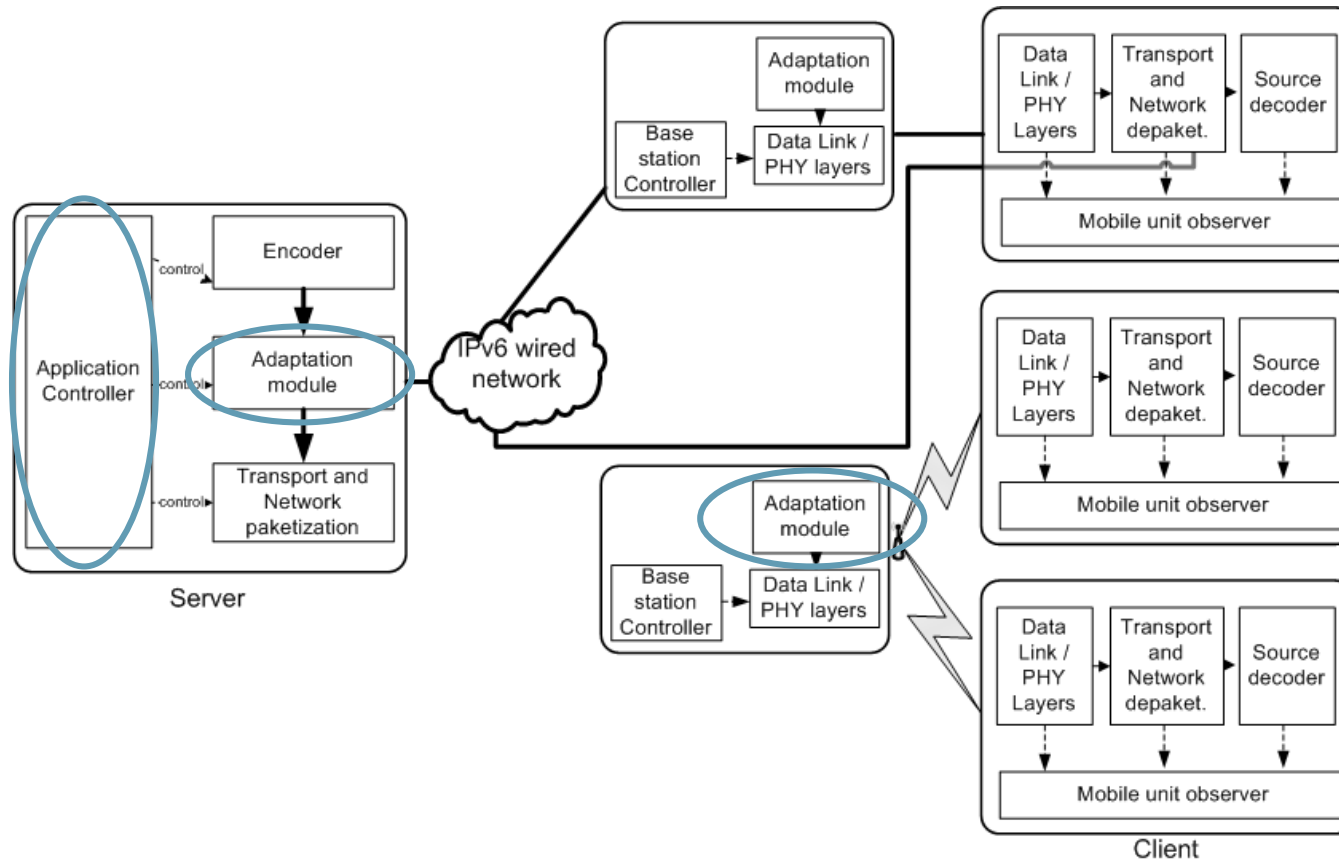 Encoder
control
Application
Controller
control
Adaptation
module
control
Transport and
Network
paketization
Server
IPv6 wired
network
Adaptation
module
Base
station
Controller
Data Link /
PHY layers
Adaptation
module
Base
station
Controller
Data Link /
PHY layers
Data
Link /
PHY
Layers
Transport
and
Network
depaket.
Source
decoder
Mobile unit observer
Data
Link /
PHY
Layers
Transport
and
Network
depaket.
Source
decoder
Mobile unit observer
Data
Link /
PHY
Layers
Transport
and
Network
depaket.
Source
decoder
Mobile unit observer
Client